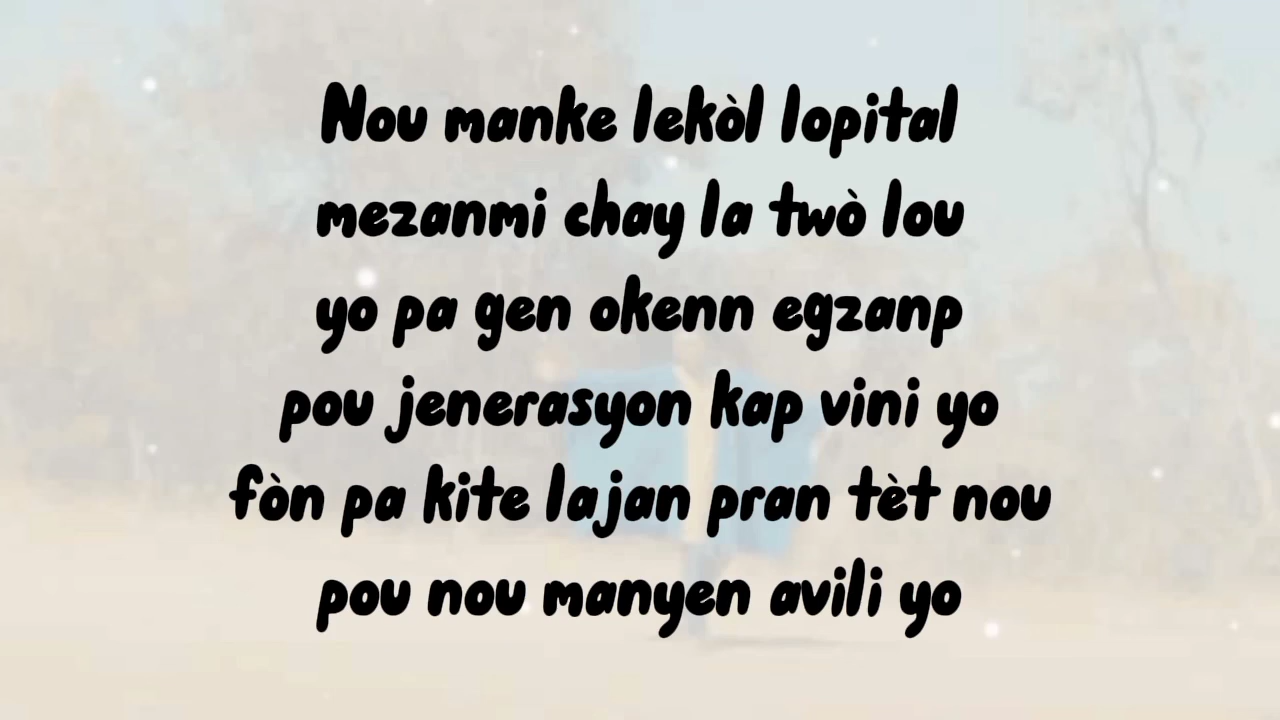 Nou manke lekòl lopital
mezanmi chay la twò lou
yo pa gen okenn egzanp
pou jenerasyon kap vini yo
fòn pa kite lajan pran tèt nou
pou nou manyen avili yo